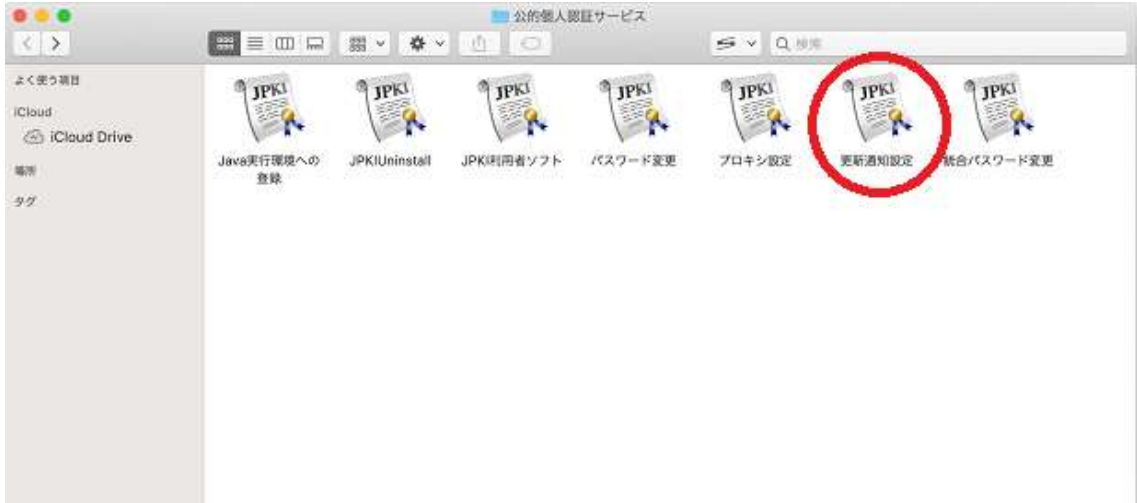 公的個人認証サービス
検索
よく使う項目
iCloud
iCloud Drive
場所
タグ
JPKI
JPKI
JPKI
JPKI
JPKI
JPKI
JPKI
Java実行環境への
登録
JPKIUninstall
JPKI利用者ソフト
パスワード変更
プロキシ設定
更新通知設定
統合パスワード変更